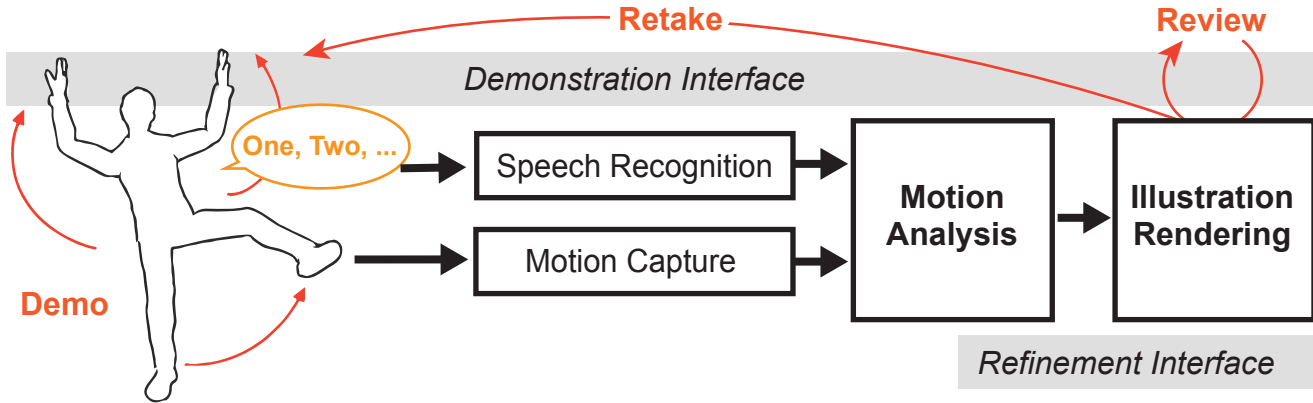 Retake
Review
Demonstration Interface
One, Two, ...
Speech Recognition
Motion
Analysis
Illustration
Rendering
Motion Capture
Demo
Refinement Interface